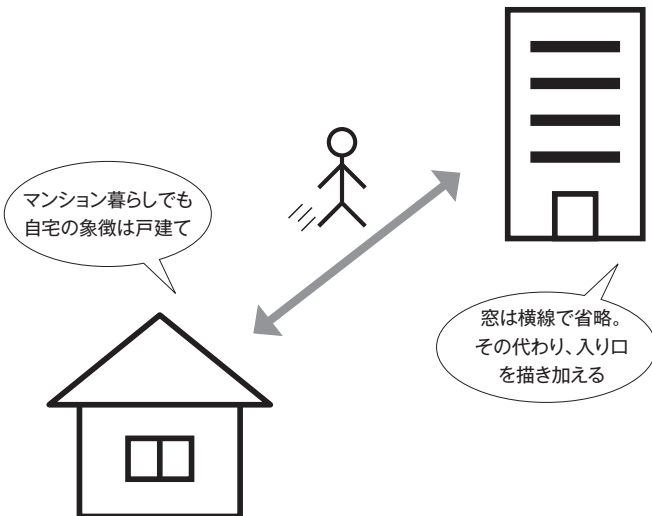 マンション暮らしでも
自宅の象徴は戸建て
窓は横線で省略。
その代わり、入り口
を描き加える